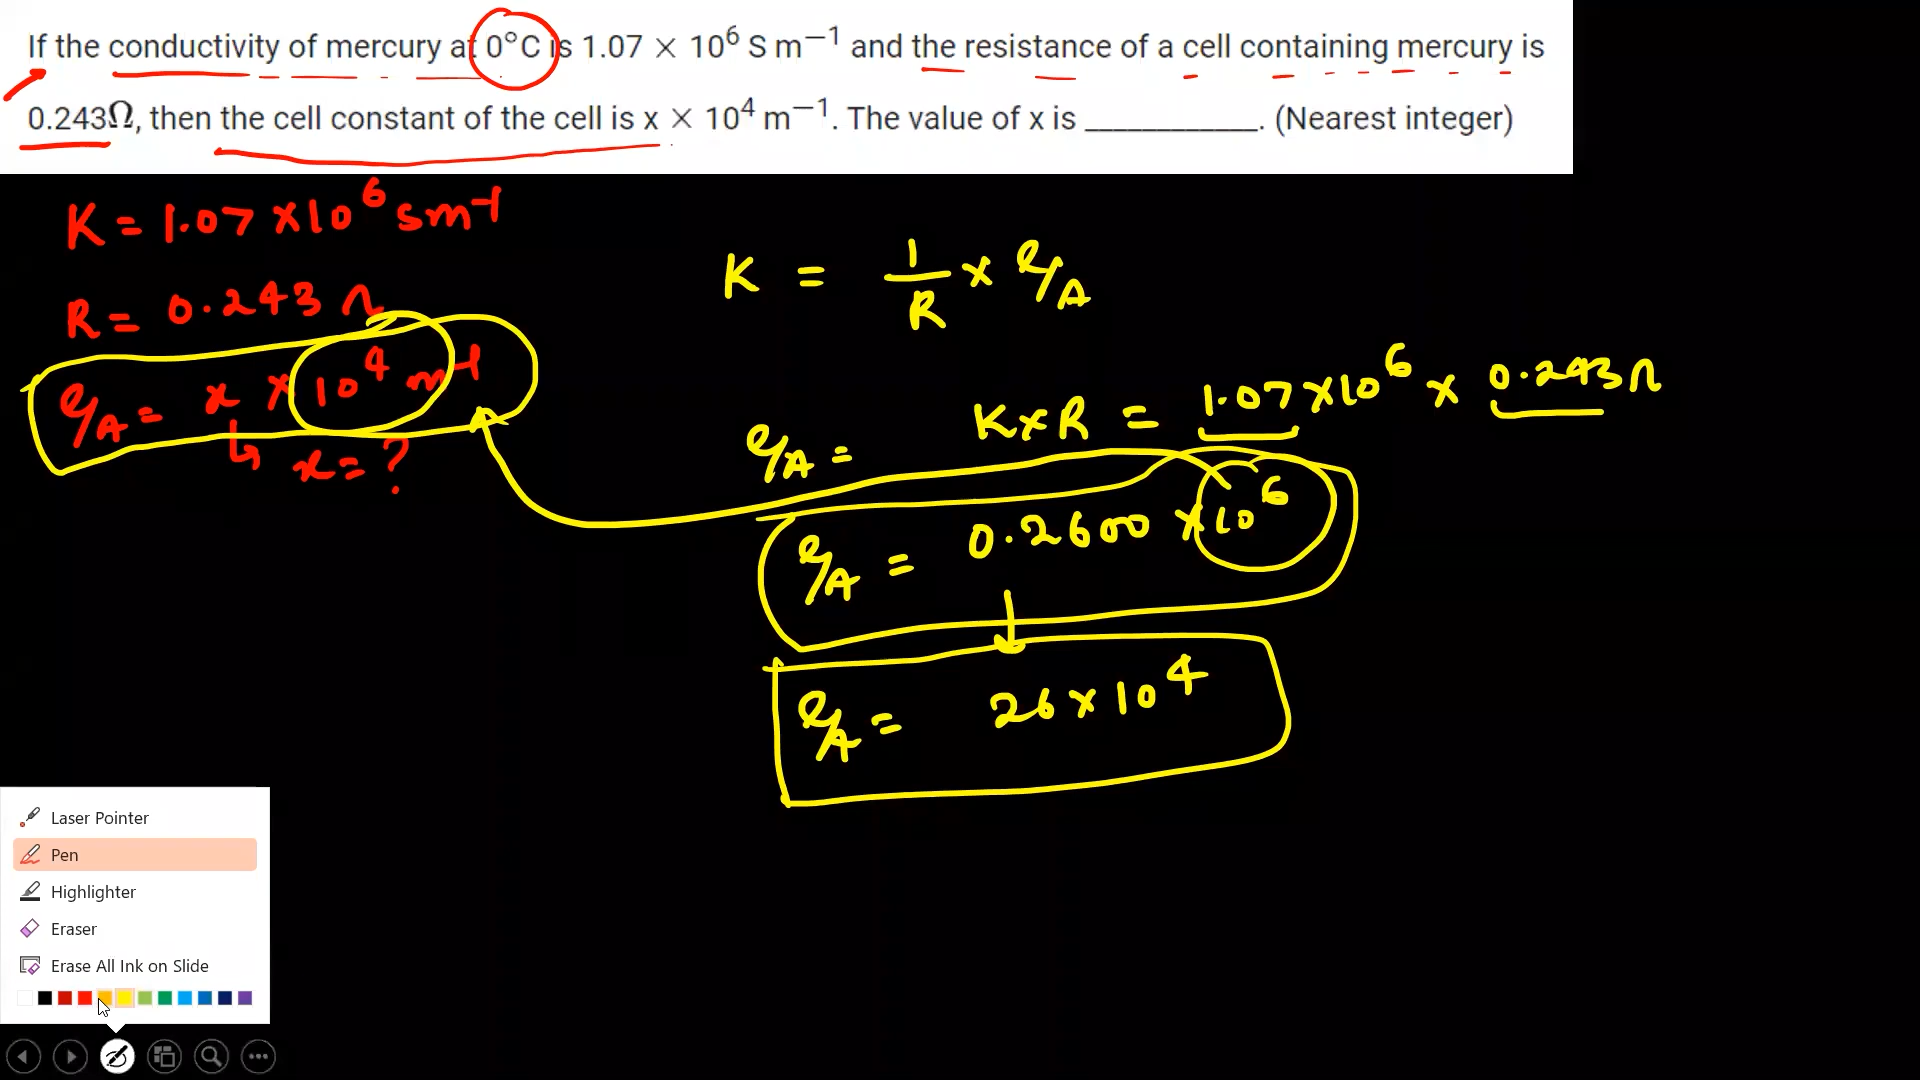 If the conductivity of mercury at 0°C is 1.07 × 10⁶ S m⁻¹ and the resistance of a cell containing mercury is
0.243Ω, then the cell constant of the cell is x × 10⁴ m⁻¹. The value of x is ____________. (Nearest integer)
K = 1.07 × 10⁶ Sm⁻¹
R = 0.243 Ω
ℓ/A = x × 10⁴ m⁻¹
↳ x = ?
K = 1/R × ℓ/A
ℓ/A = K×R = 1.07 × 10⁶ × 0.243 Ω
ℓ/A = 0.2600 × 10⁶
ℓ/A = 26 × 10⁴
Laser Pointer
Pen
Highlighter
Eraser
Erase All Ink on Slide